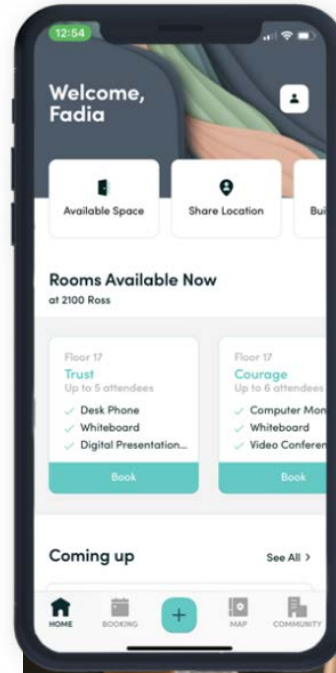 12:54
Welcome,
Fadia
Available Space
Share Location
Rooms Available Now
at 2100 Ross
Floor 17
Trust
Up to 5 attendees
Desk Phone
Whiteboard
Digital Presentation...
Book
Floor 17
Courage
Up to 6 attendees
Computer Mon
Whiteboard
Video Conferen
Book
Coming up
See All >
HOME
BOOKING
+
MAP
COMMUNITY